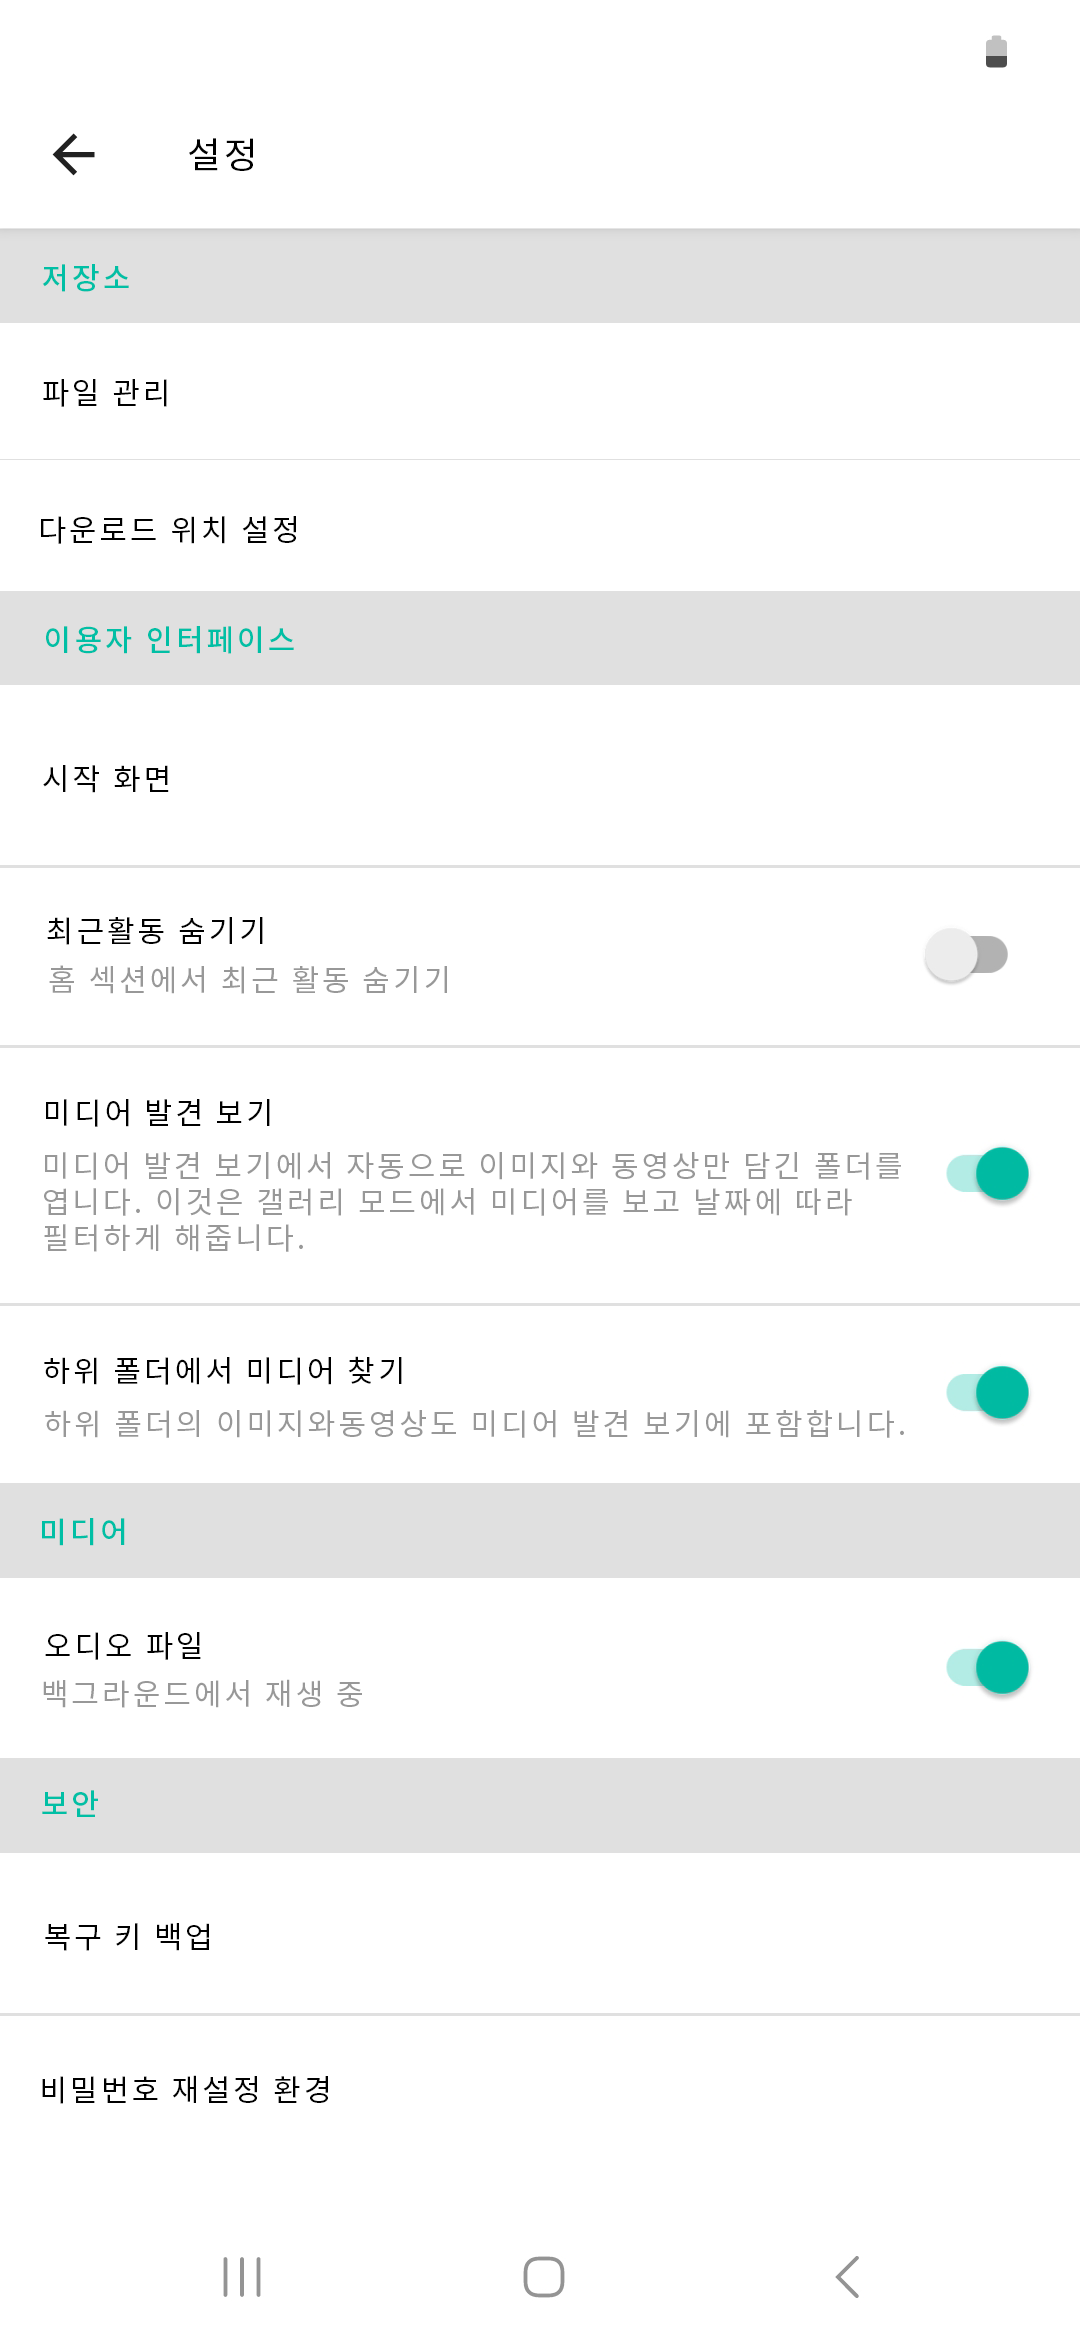 설정
저장소
파일 관리
다운로드 위치 설정
이용자 인터페이스
시작 화면
최근활동 숨기기
홈 섹션에서 최근 활동 숨기기
미디어 발견 보기
미디어 발견 보기에서 자동으로 이미지와 동영상만 담긴 폴더를
엽니다. 이것은 갤러리 모드에서 미디어를 보고 날짜에 따라
필터하게 해줍니다.
하위 폴더에서 미디어 찾기
하위 폴더의 이미지와동영상도 미디어 발견 보기에 포함합니다.
미디어
오디오 파일
백그라운드에서 재생 중
보안
복구 키 백업
비밀번호 재설정 환경